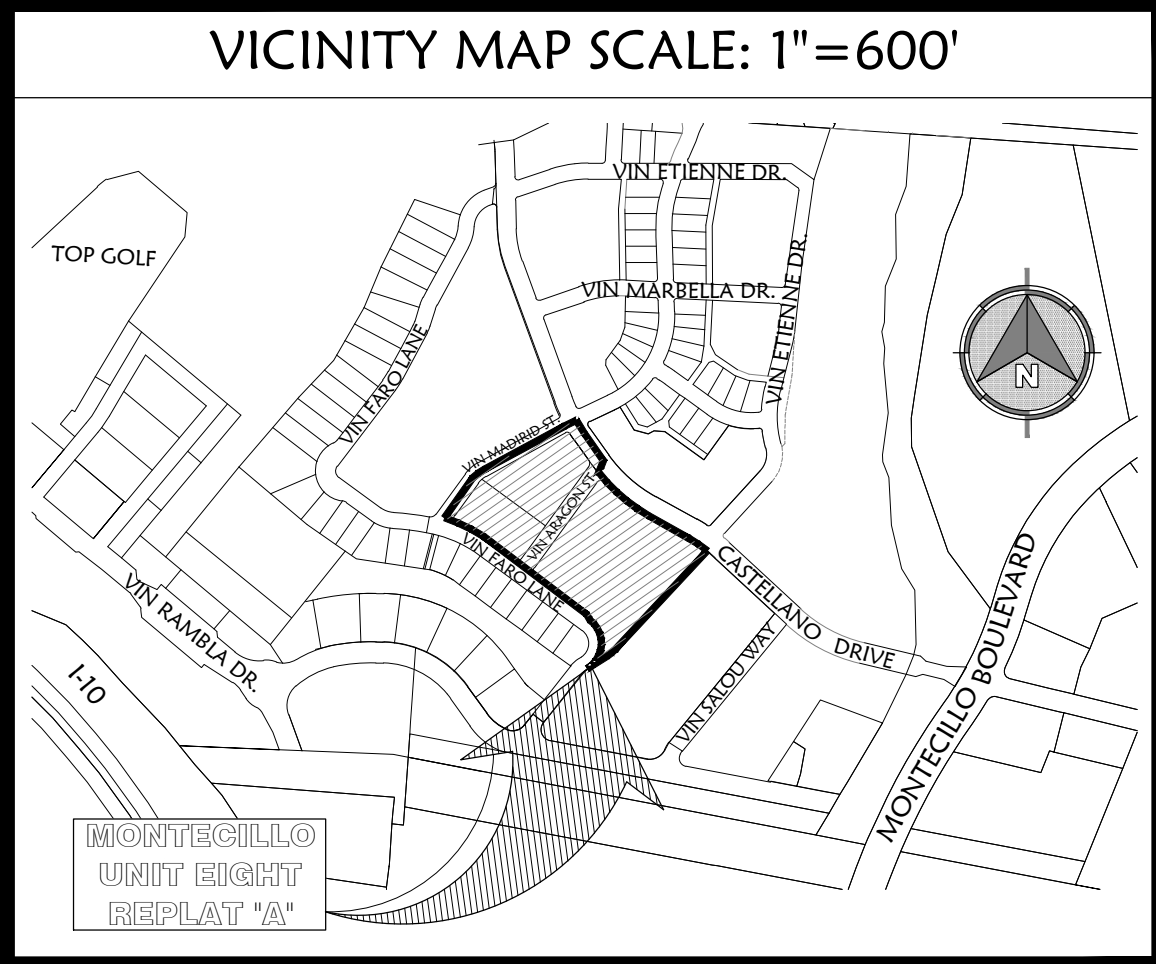 VICINITY MAP SCALE: 1"=600'
VIN ETIENNE DR.
TOP GOLF
VIN ETIENNE DR.
VIN MARBELLA DR.
VIN FARO LANE
N
VIN MADIRID ST.
VIN ARAGON ST.
VIN FARO LANE
CASTELLANO DRIVE
VIN RAMBLA DR.
VIN SALOU WAY
MONTECILLO BOULEVARD
I-10
MONTECILLO
UNIT EIGHT
REPLAT "A"